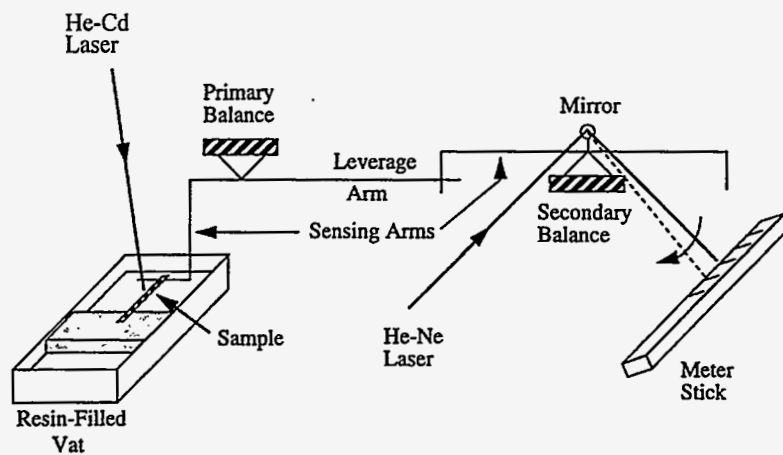 He-Cd
Laser
Primary
Balance
Mirror
Leverage
Arm
Sensing Arms
Secondary
Balance
He-Ne
Laser
Sample
Meter
Stick
Resin-Filled
Vat